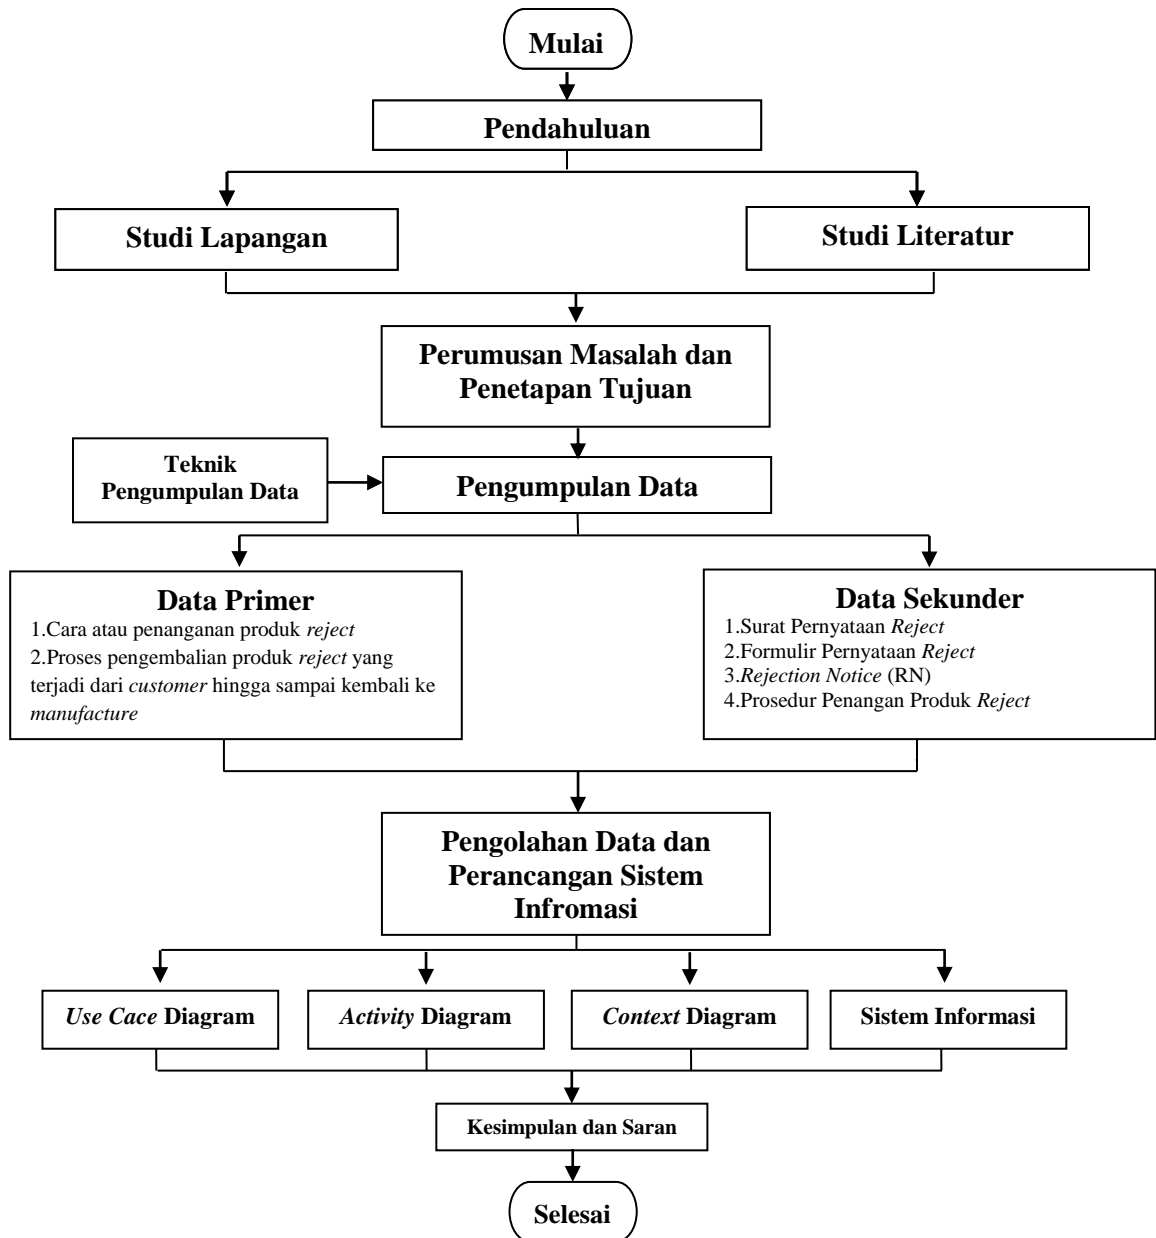 Mulai
Pendahuluan
Studi Lapangan
Studi Literatur
Perumusan Masalah dan
Penetapan Tujuan
Teknik
Pengumpulan Data
Pengumpulan Data
Data Primer
1.Cara atau penanganan produk reject
2.Proses pengembalian produk reject yang
terjadi dari customer hingga sampai kembali ke
manufacture
Data Sekunder
1.Surat Pernyataan Reject
2.Formulir Pernyataan Reject
3.Rejection Notice (RN)
4.Prosedur Penangan Produk Reject
Pengolahan Data dan
Perancangan Sistem
Infromasi
Use Cace Diagram
Activity Diagram
Context Diagram
Sistem Informasi
Kesimpulan dan Saran
Selesai